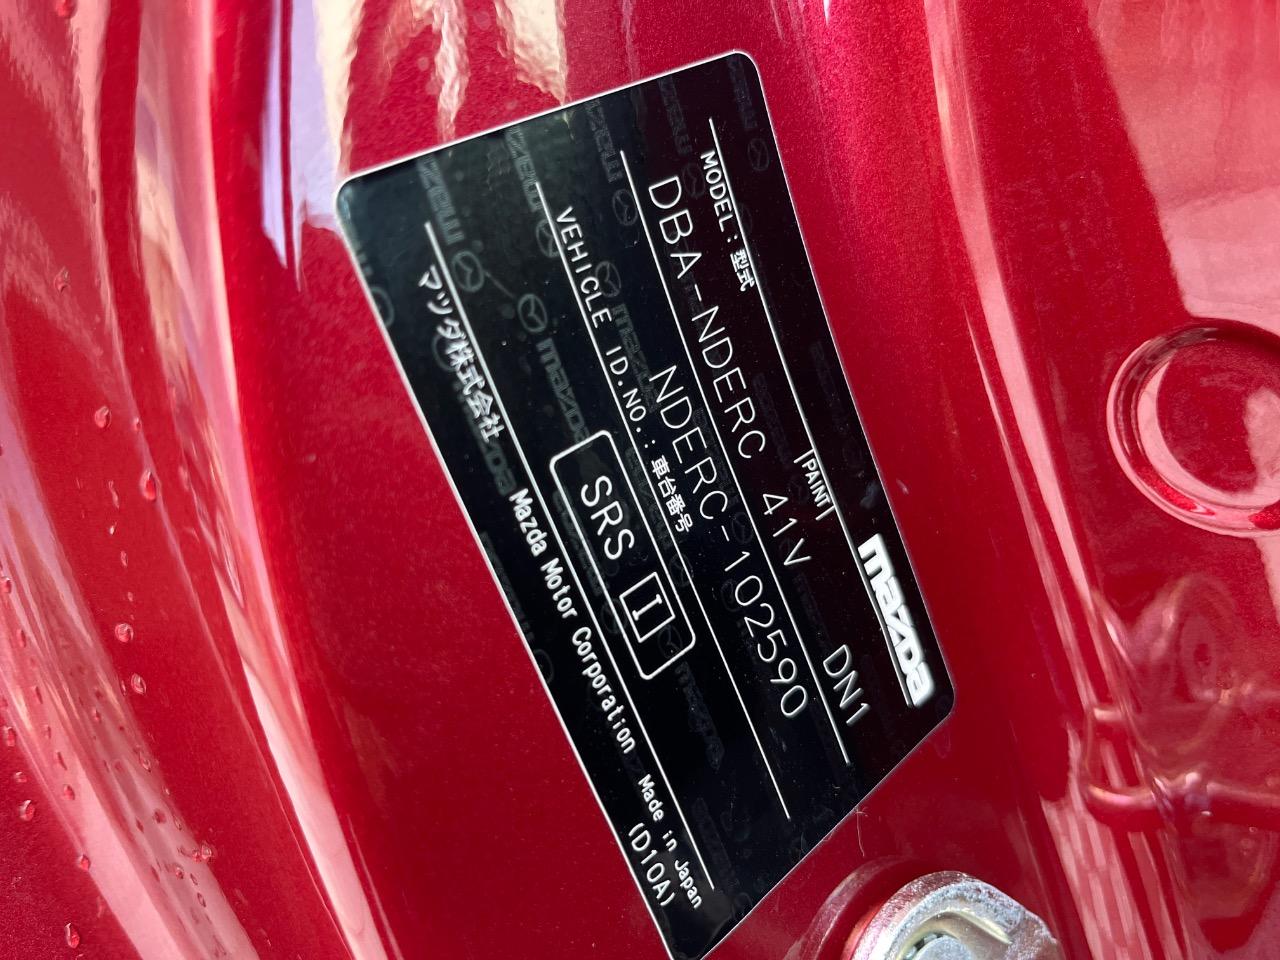 mazda
MODEL:型式 PAINT
DBA-NDERC 41V DN1
NDERC-102590
VEHICLE ID.NO.:車台番号
SRS I
マツダ株式会社 Mazda Motor Corporation Made in Japan
(D10A)